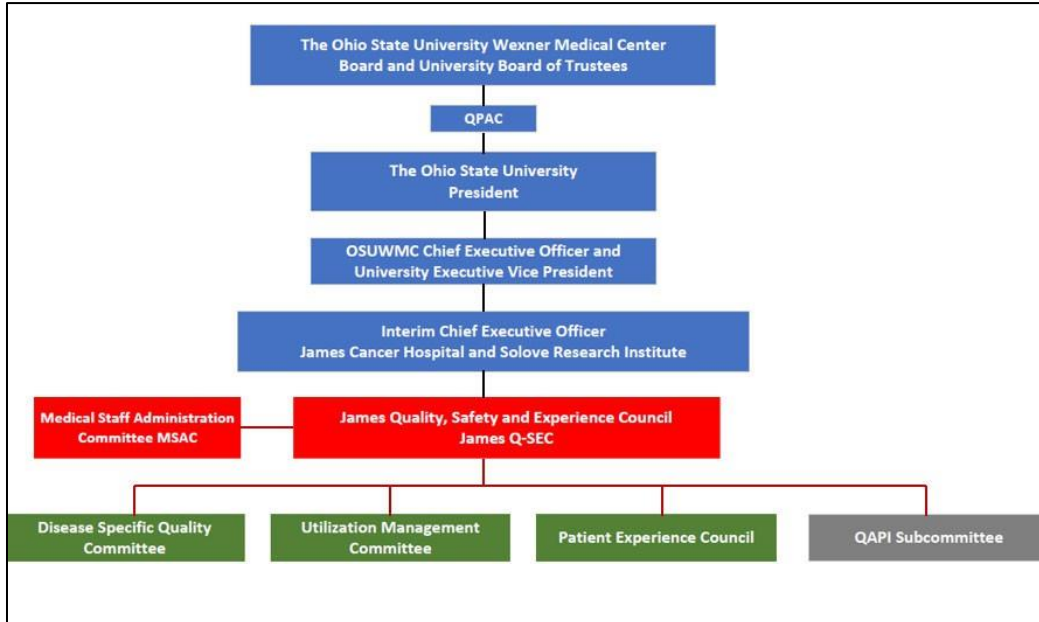 The Ohio State University Wexner Medical Center
Board and University Board of Trustees
QPAC
The Ohio State University
President
OSUWMC Chief Executive Officer and
University Executive Vice President
Interim Chief Executive Officer
James Cancer Hospital and Solove Research Institute
Medical Staff Administration
Committee MSAC
James Quality, Safety and Experience Council
James Q-SEC
Disease Specific Quality
Committee
Utilization Management
Committee
Patient Experience Council
QAPI Subcommittee